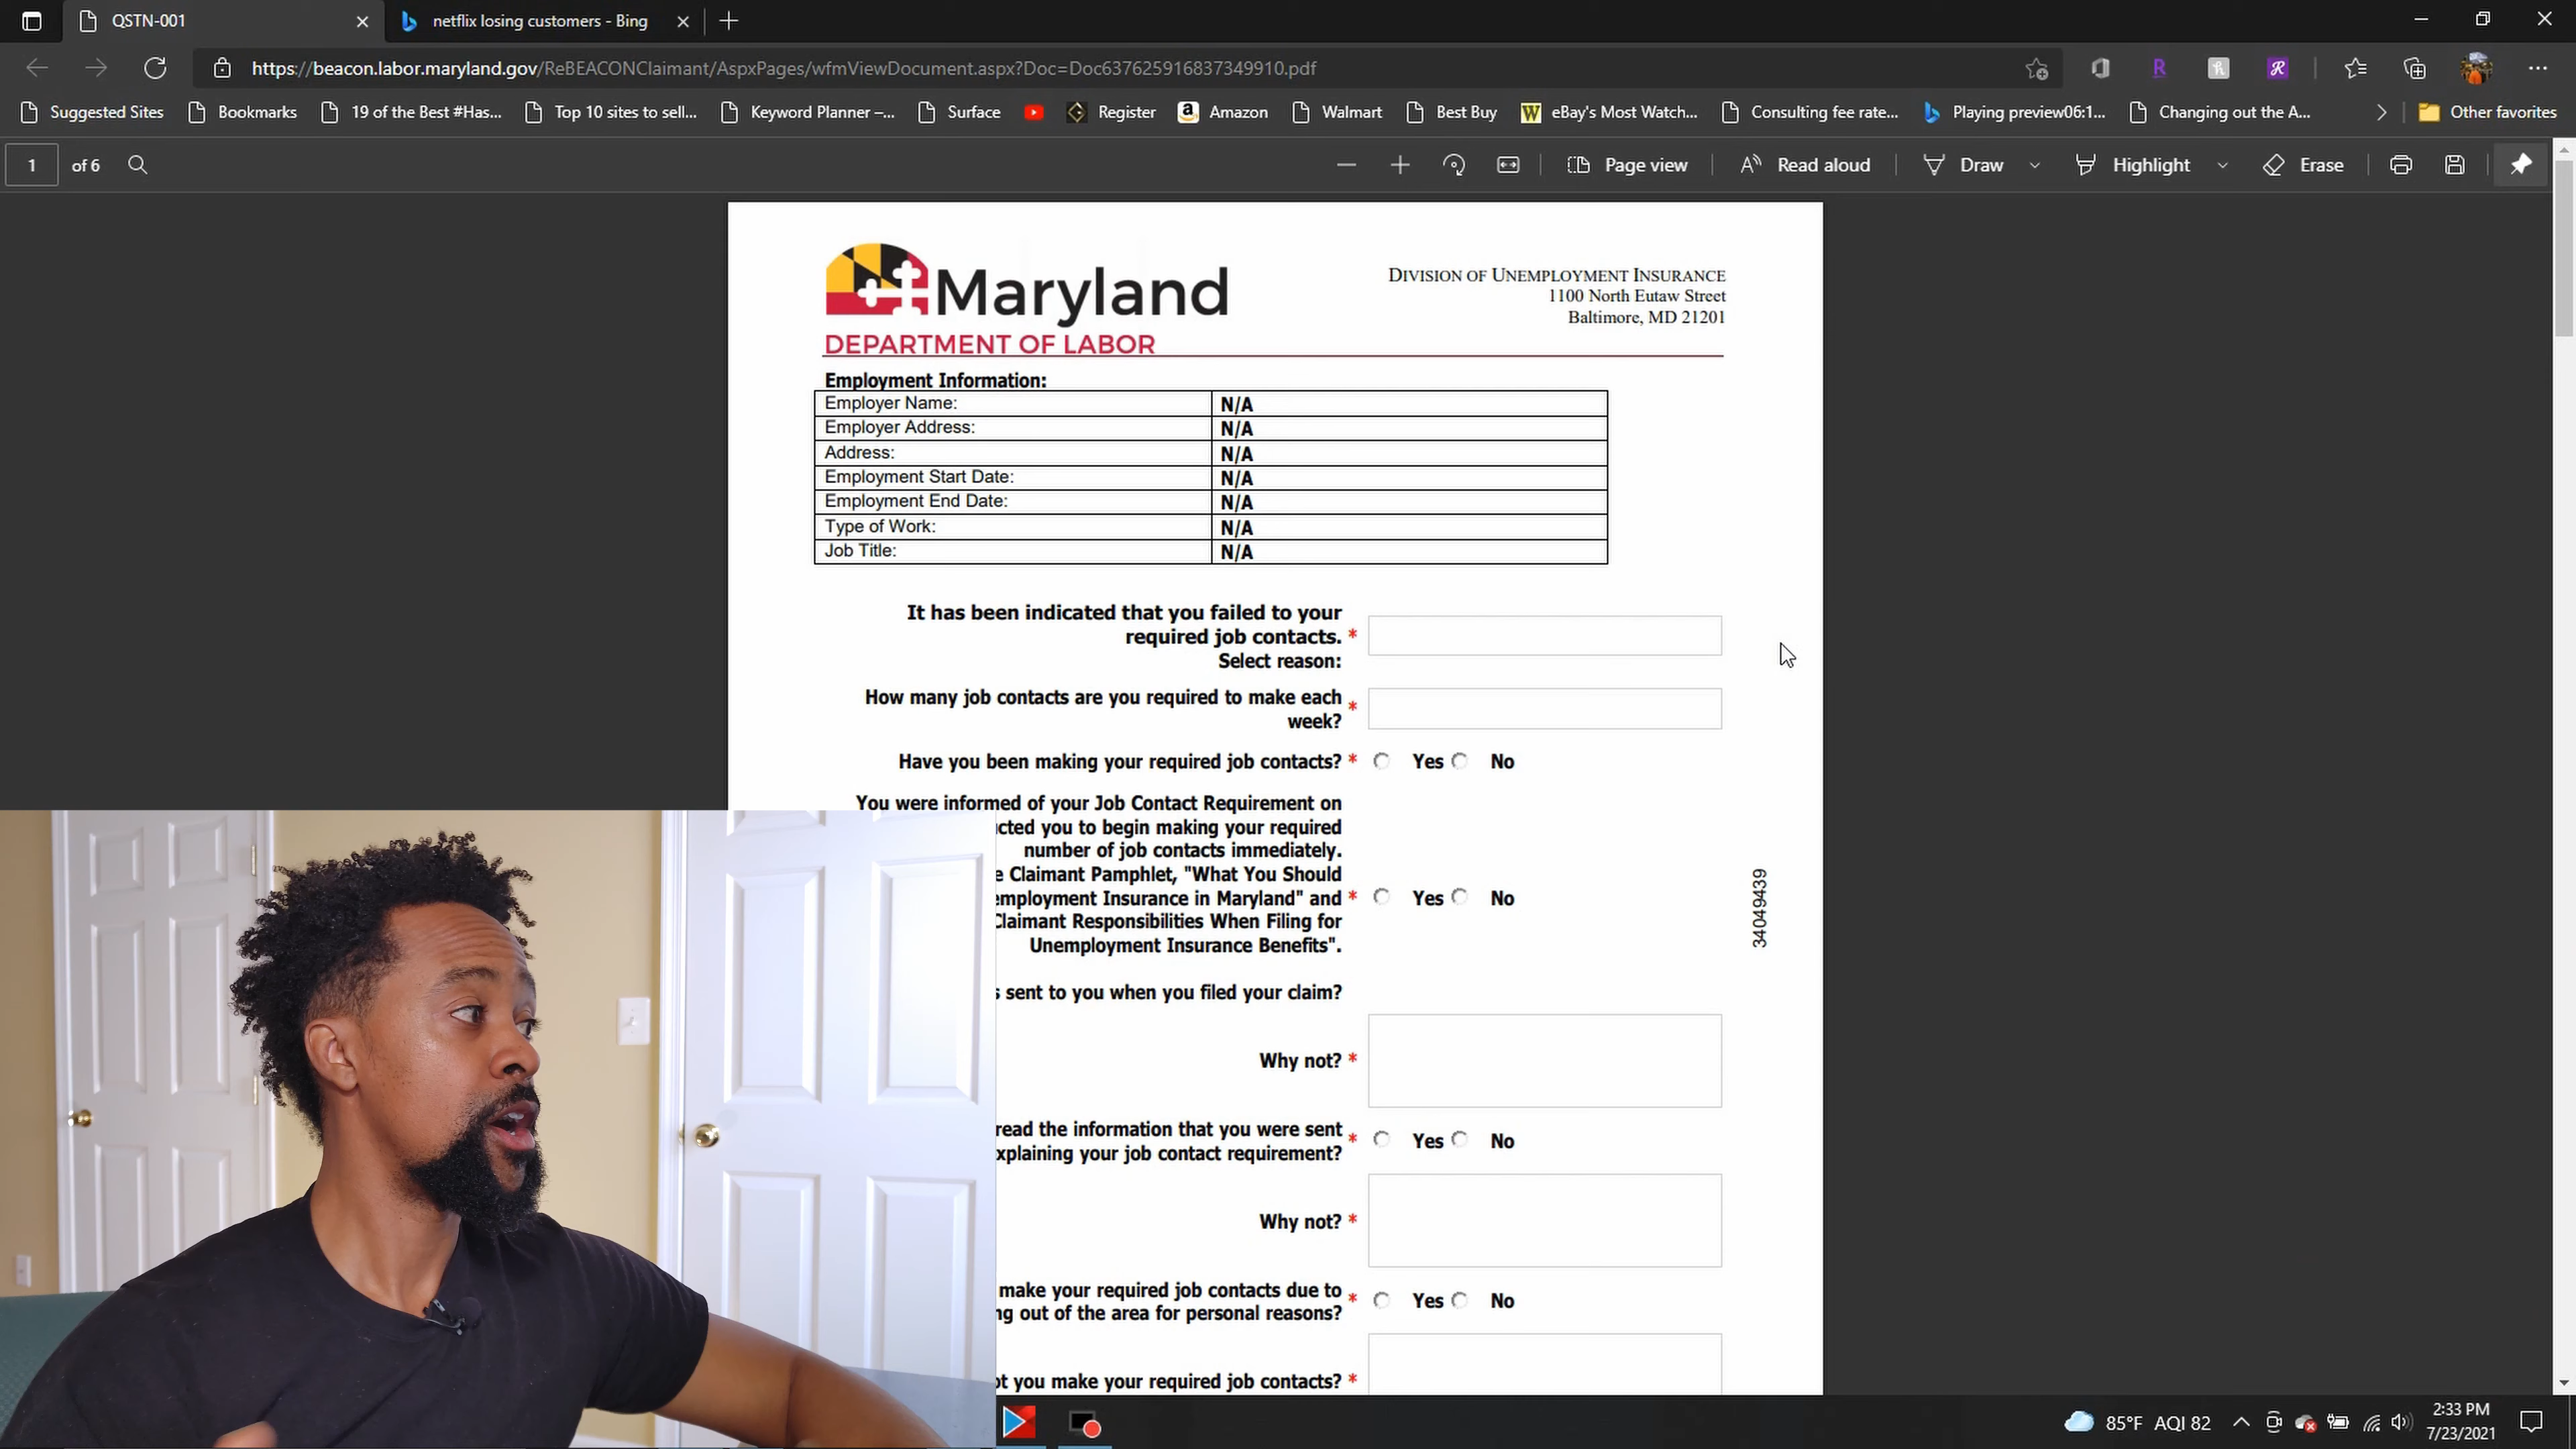 QSTN-001
netflix losing customers - Bing
https://beacon.labor.maryland.gov/ReBEACONClaimant/AspxPages/wfmViewDocument.aspx?Doc=Doc637625916837349910.pdf
Suggested Sites
Bookmarks
19 of the Best #Has...
Top 10 sites to sell...
Keyword Planner –...
Surface
Register
Amazon
Walmart
Best Buy
eBay's Most Watch...
Consulting fee rate...
Playing preview06:1...
Changing out the A...
Other favorites
1 of 6
Page view
Read aloud
Draw
Highlight
Erase
Maryland
DEPARTMENT OF LABOR
DIVISION OF UNEMPLOYMENT INSURANCE
1100 North Eutaw Street
Baltimore, MD 21201
Employment Information:
Employer Name: N/A
Employer Address: N/A
Address: N/A
Employment Start Date: N/A
Employment End Date: N/A
Type of Work: N/A
Job Title: N/A
It has been indicated that you failed to your
required job contacts. *
Select reason:
How many job contacts are you required to make each
week? *
Have you been making your required job contacts? * Yes No
You were informed of your Job Contact Requirement on
cted you to begin making your required
number of job contacts immediately.
e Claimant Pamphlet, "What You Should
employment Insurance in Maryland" and * Yes No
Claimant Responsibilities When Filing for
Unemployment Insurance Benefits".
s sent to you when you filed your claim?
Why not? *
read the information that you were sent
xplaining your job contact requirement? * Yes No
Why not? *
make your required job contacts due to
ng out of the area for personal reasons? * Yes No
ot you make your required job contacts? *
34049439
85°F AQI 82
2:33 PM
7/23/2021